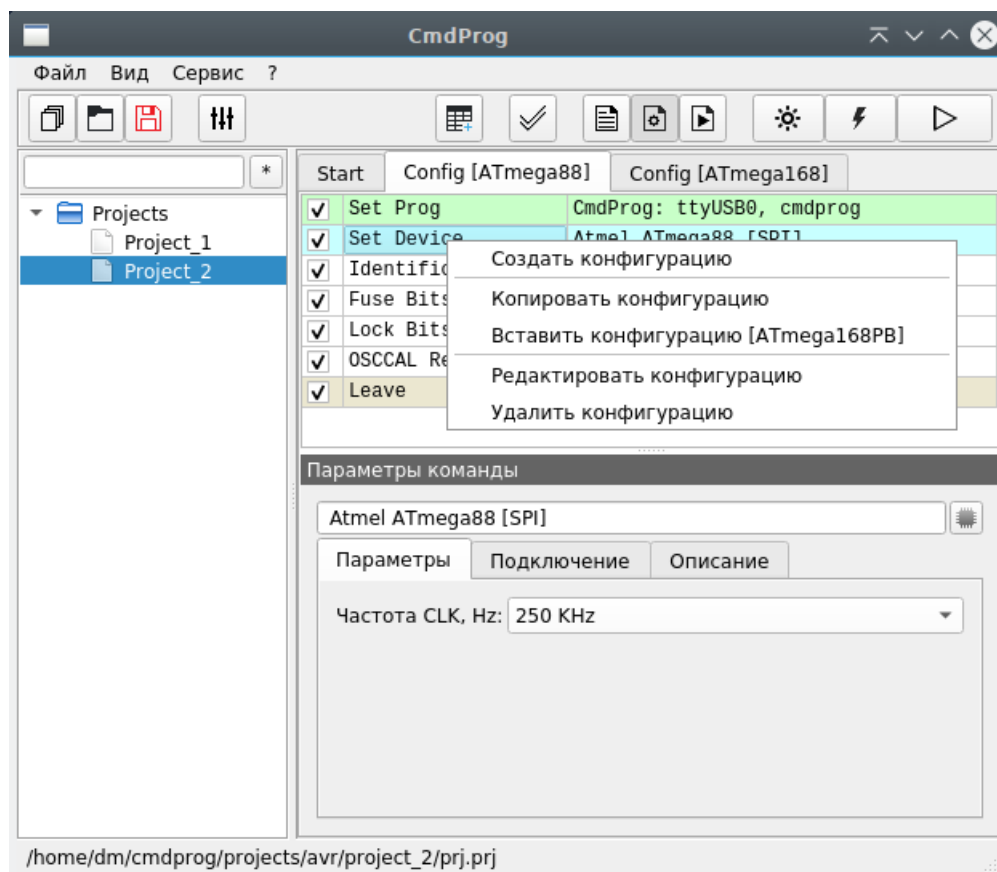 CmdProg
Файл Вид Сервис ?
*
Start Config [ATmega88] Config [ATmega168]
Projects
Project_1
Project_2
Set Prog CmdProg: ttyUSB0, cmdprog
Set Device Atmel ATmega88 [SPI]
Identific
Fuse Bits
Lock Bits
OSCCAL Re
Leave
Создать конфигурацию
Копировать конфигурацию
Вставить конфигурацию [ATmega168PB]
Редактировать конфигурацию
Удалить конфигурацию
Параметры команды
Atmel ATmega88 [SPI]
Параметры Подключение Описание
Частота CLK, Hz: 250 KHz
/home/dm/cmdprog/projects/avr/project_2/prj.prj